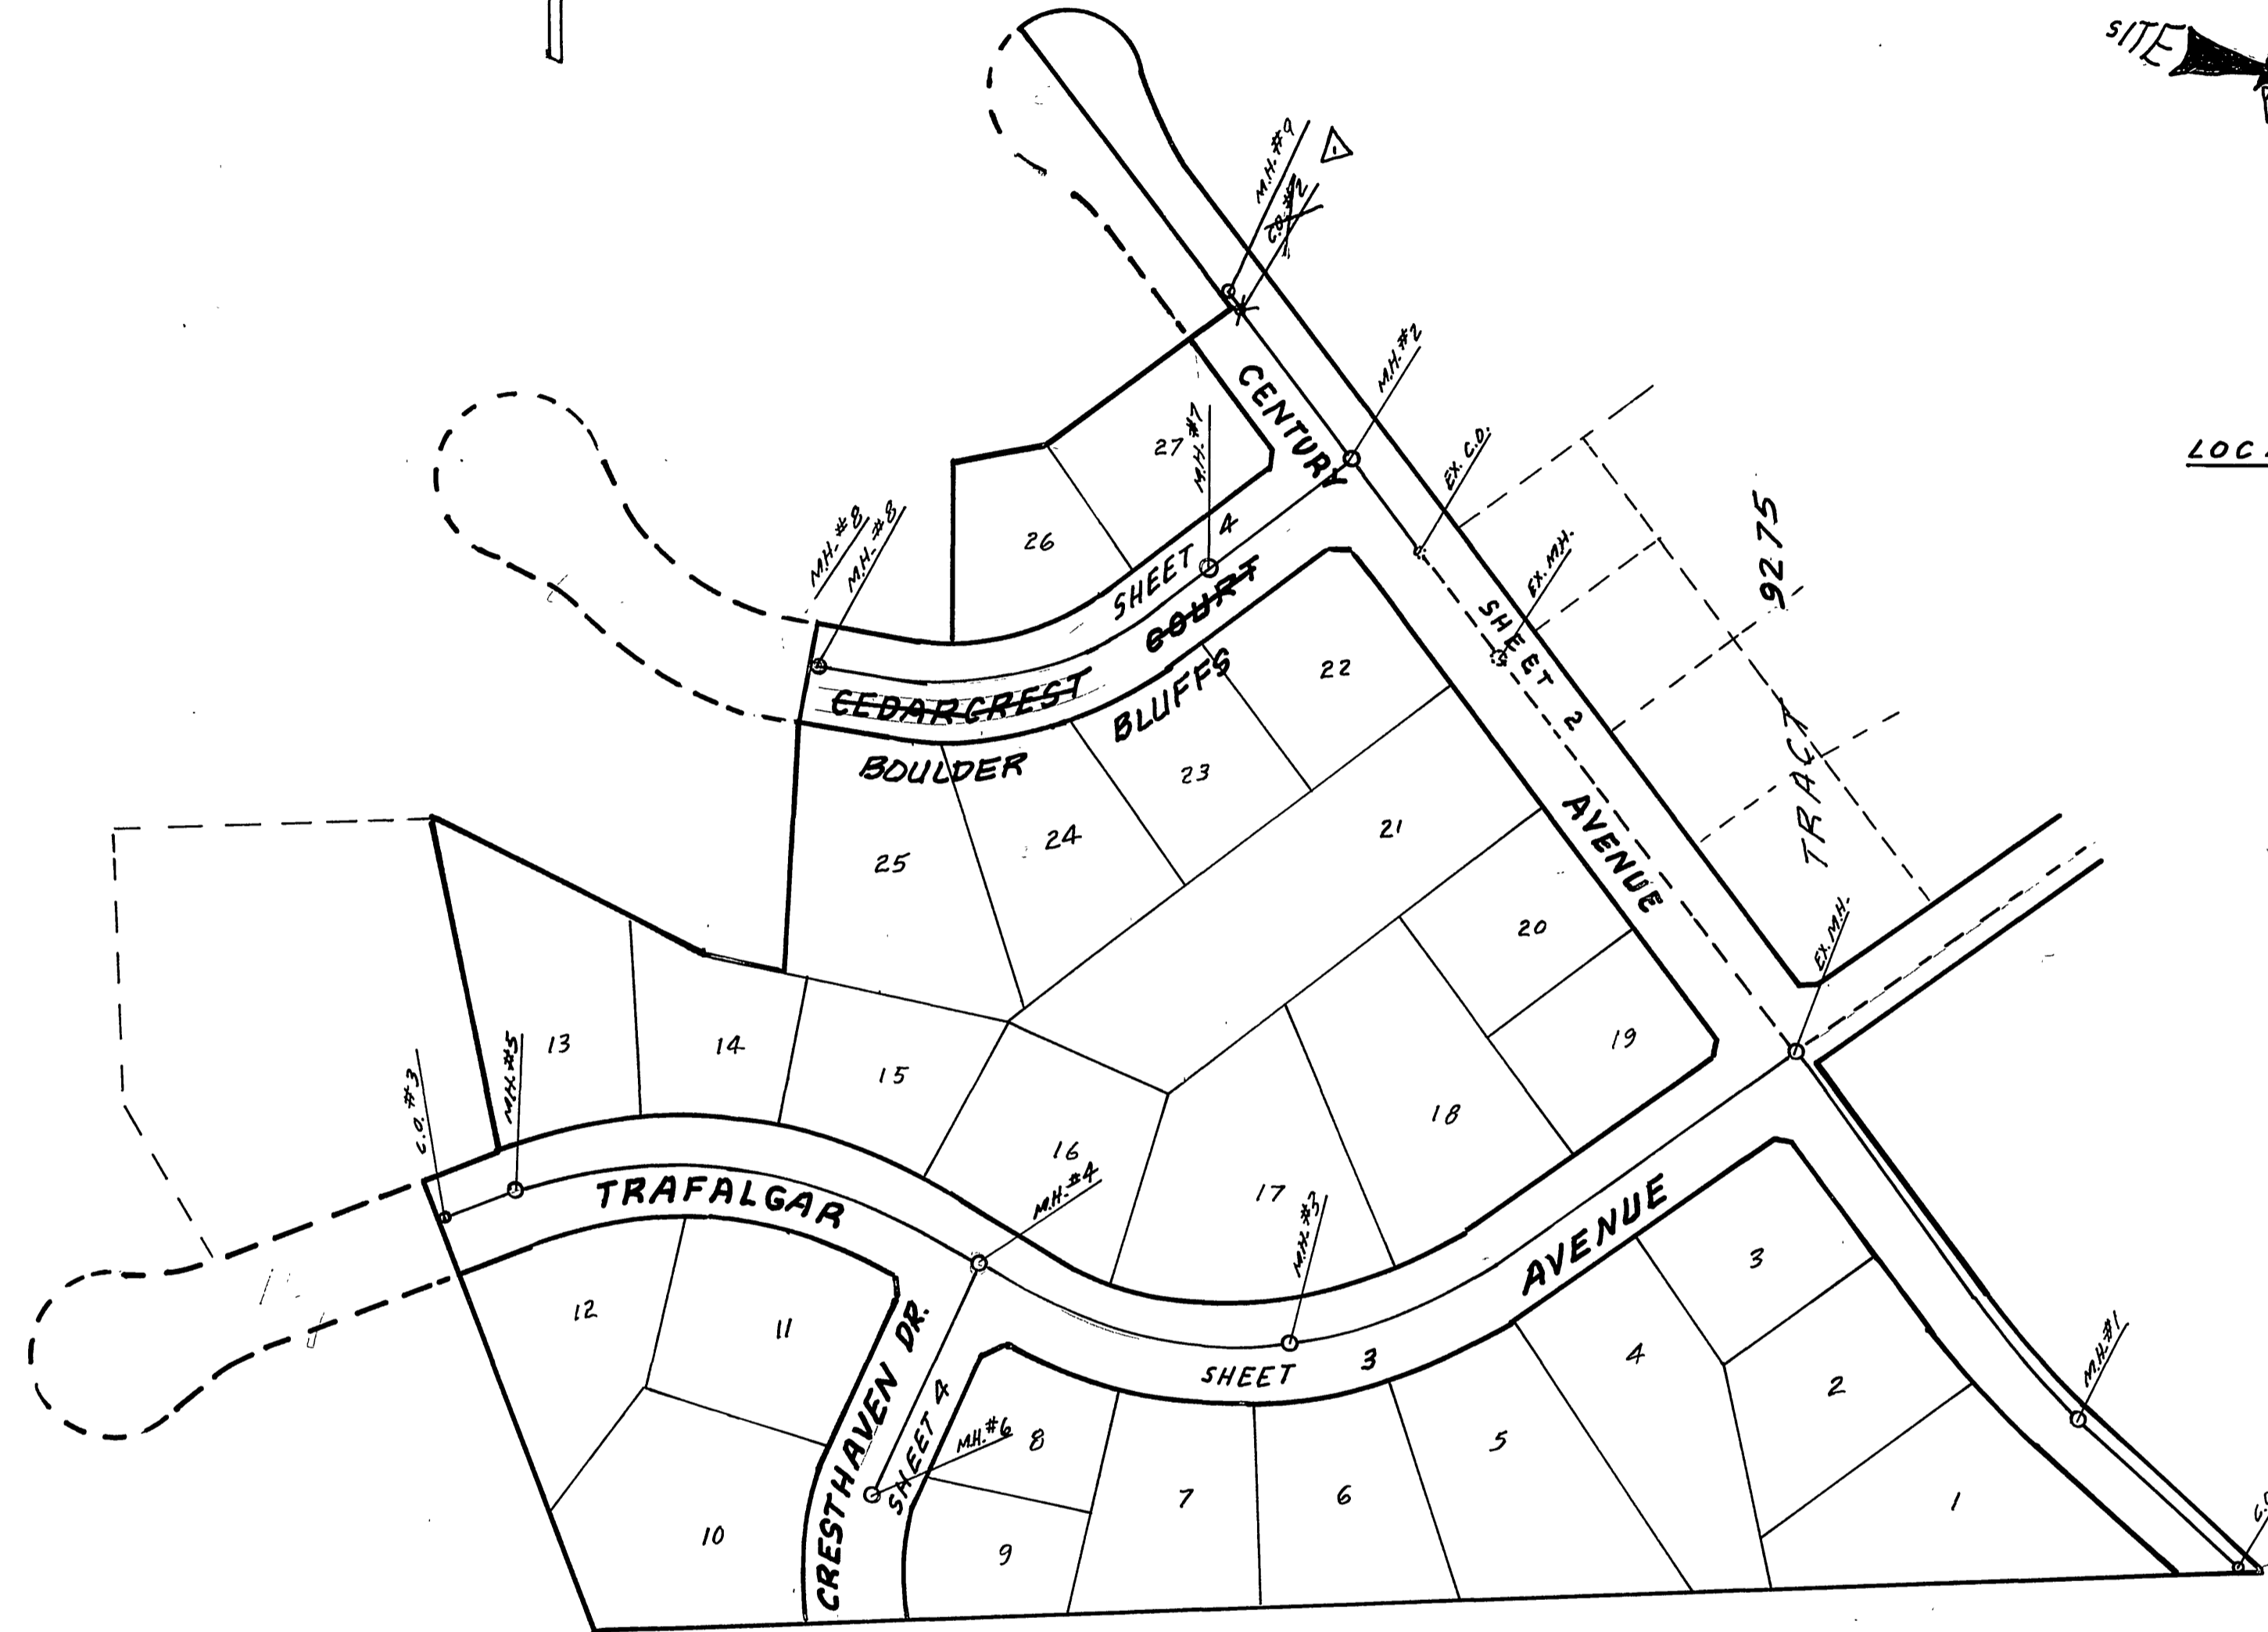 SITE
M.H. #9
C.O. #2
1
M.H. #2
CENTURY
EX. C.O.
27
M.H. #7
9275
M.H. #8
M.H. #8
26
SHEET 4
EX. M.H.
COURT
SHEET 2
22
CEDARCREST
BLUFFS
BOULDER
23
TRACT
21
24
25
AVENUE
20
EX. M.H.
13
14
15
19
C.O. #3
M.H. #5
18
16
M.H. #4
TRAFALGAR
17
M.H. #3
AVENUE
3
12
11
CRESTHAVEN DR.
SHEET 3
4
M.H. #1
2
SHEET 4
M.H. #6
8
5
1
10
9
7
6